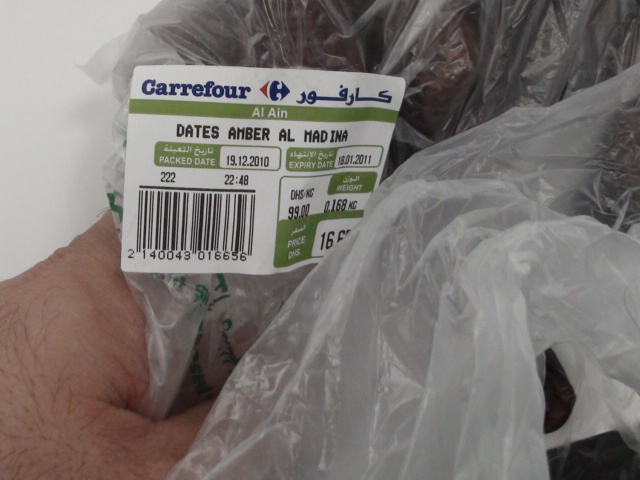 Carrefour كارفور
Al Ain
DATES AMBER AL MADINA
تاريخ التعبئة
PACKED DATE 19.12.2010
تاريخ الإنتهاء
EXPIRY DATE 18.01.2011
222 22:48
الوزن
DHS/KG WEIGHT
99.00 0.168 KG
السعر
PRICE
DHS.
2 140043 016656